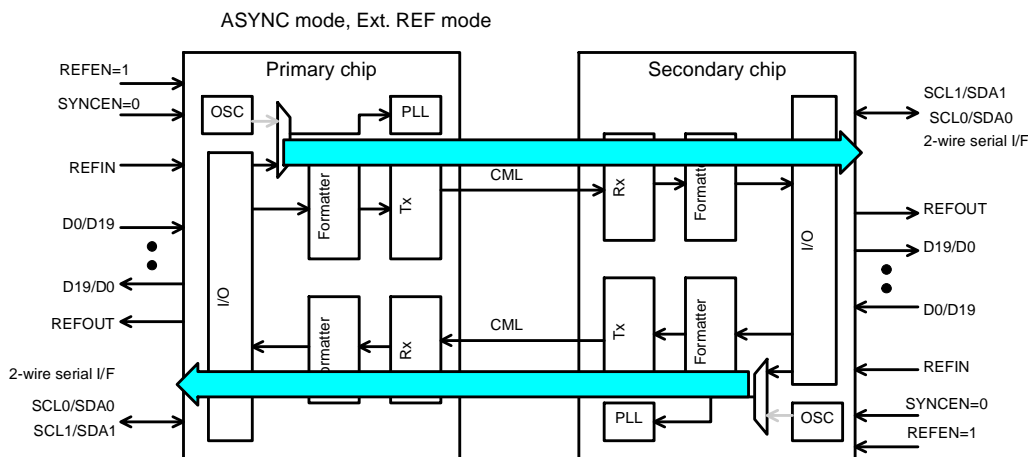 ASYNC mode, Ext. REF mode
REFEN=1
SYNCEN=0
REFIN
D0/D19
D19/D0
REFOUT
2-wire serial I/F
SCL0/SDA0
SCL1/SDA1
Primary chip
OSC
PLL
I/O
Formatter
Tx
Formatter
Rx
CML
CML
Secondary chip
Rx
Formatter
I/O
Tx
Formatter
PLL
OSC
SCL1/SDA1
SCL0/SDA0
2-wire serial I/F
REFOUT
D19/D0
D0/D19
REFIN
SYNCEN=0
REFEN=1